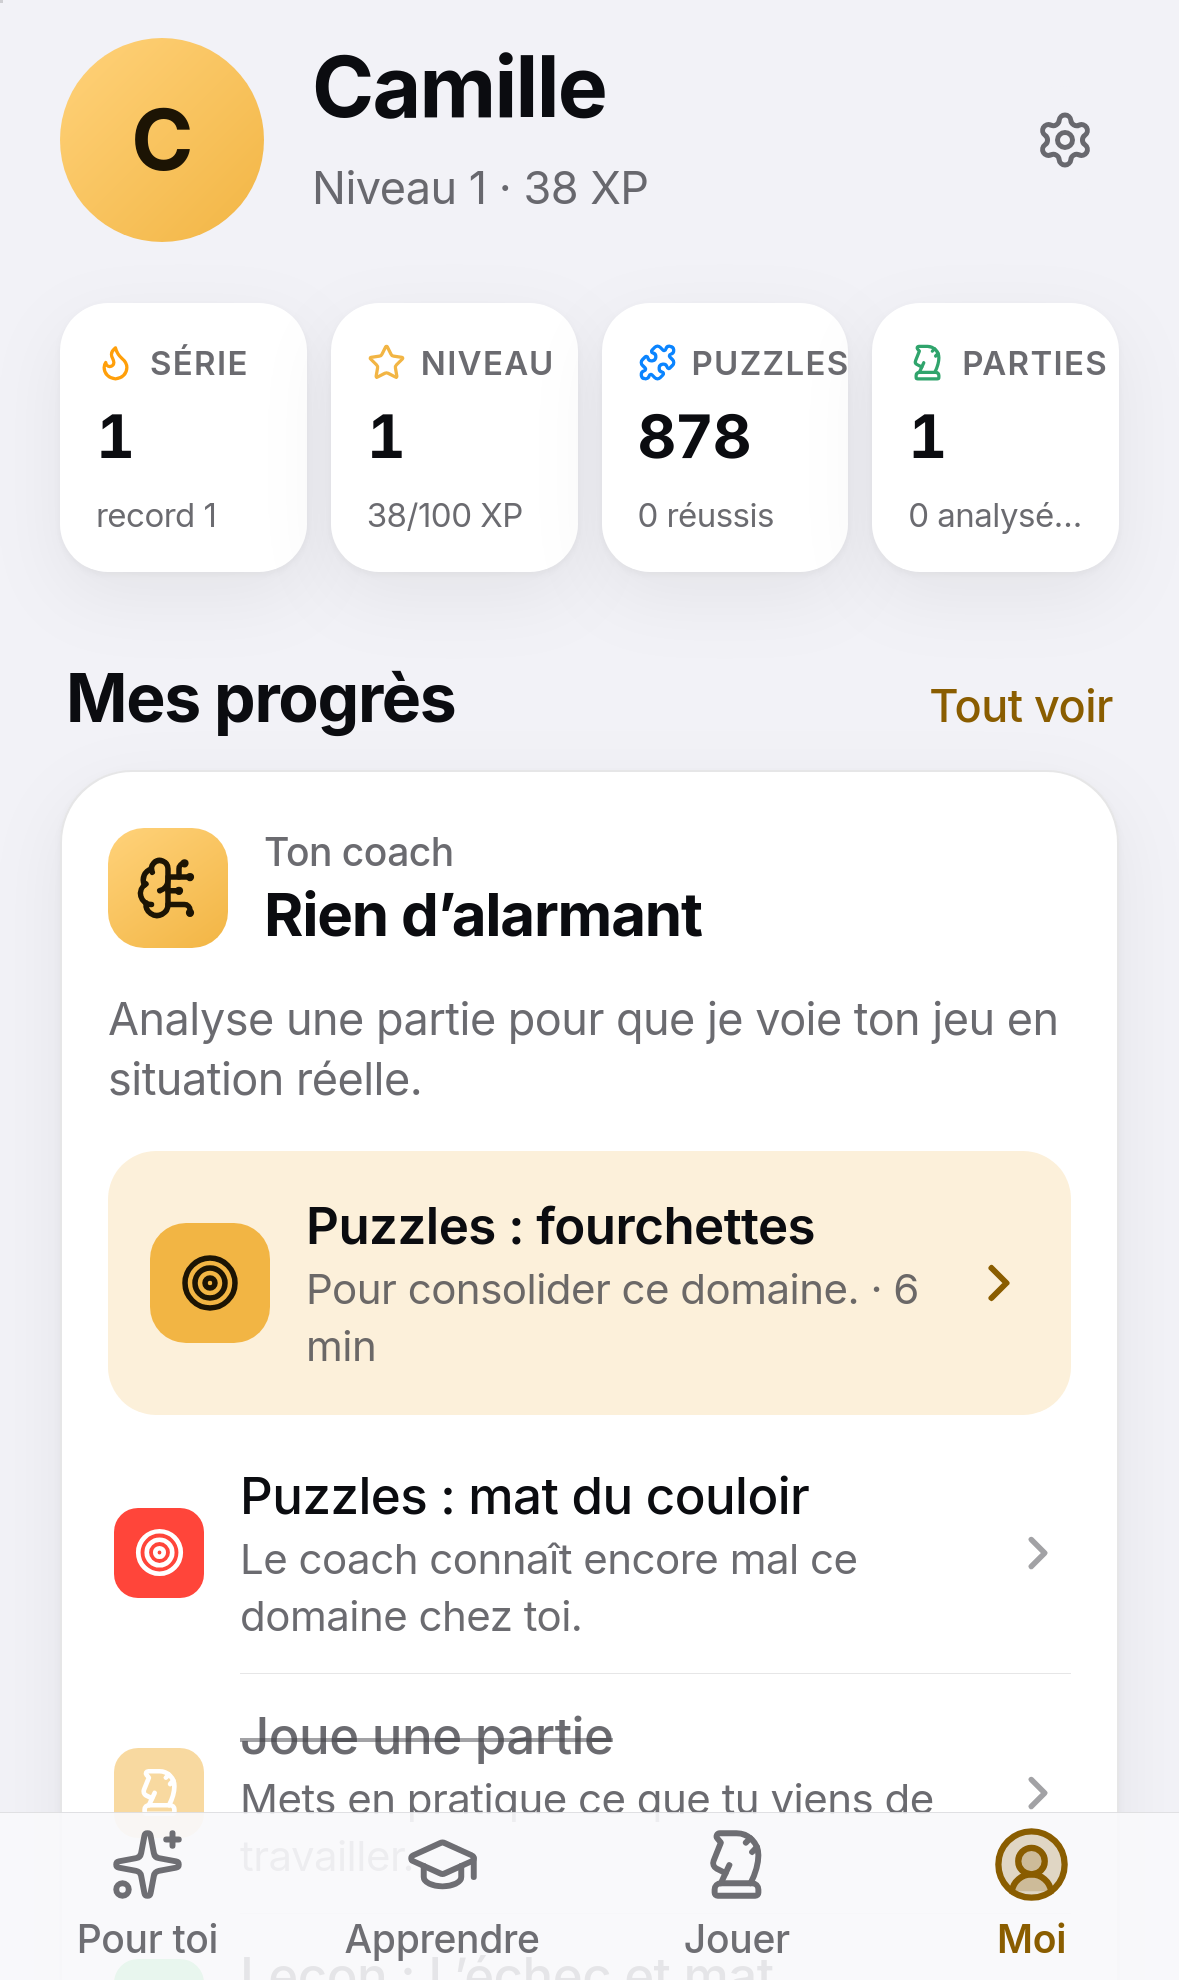 C
Camille
Niveau 1 · 38 XP
SÉRIE
1
record 1
NIVEAU
1
38/100 XP
PUZZLES
878
0 réussis
PARTIES
1
0 analysé...
Mes progrès
Tout voir
Ton coach
Rien d’alarmant
Analyse une partie pour que je voie ton jeu en
situation réelle.
Puzzles : fourchettes
Pour consolider ce domaine. · 6
min
Puzzles : mat du couloir
Le coach connaît encore mal ce
domaine chez toi.
Joue une partie
Mets en pratique ce que tu viens de
travailler.
Leçon : L’échec et mat
Pour toi
Apprendre
Jouer
Moi